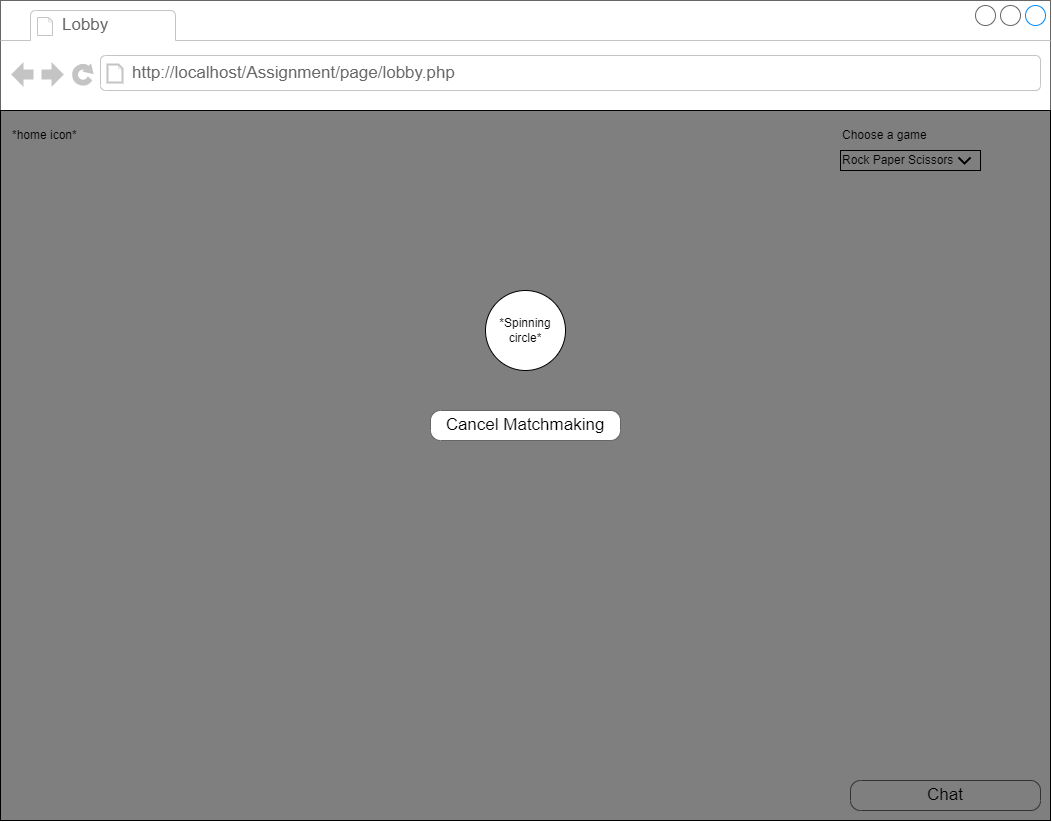 Lobby
http://localhost/Assignment/page/lobby.php
*home icon*
Choose a game
Rock Paper Scissors
*Spinning
circle*
Cancel Matchmaking
Chat